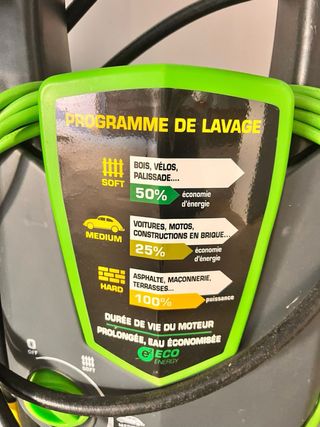 PROGRAMME DE LAVAGE
BOIS, VÉLOS,
PALISSADE....
SOFT
50% économie
d'énergie
VOITURES, MOTOS,
CONSTRUCTIONS EN BRIQUE...
MEDIUM
25% économie
d'énergie
ASPHALTE, MAÇONNERIE,
TERRASSES...
HARD
100% puissance
DURÉE DE VIE DU MOTEUR
PROLONGÉE, EAU ÉCONOMISÉE
e ECO
ENERGY
0
OFF
SOFT